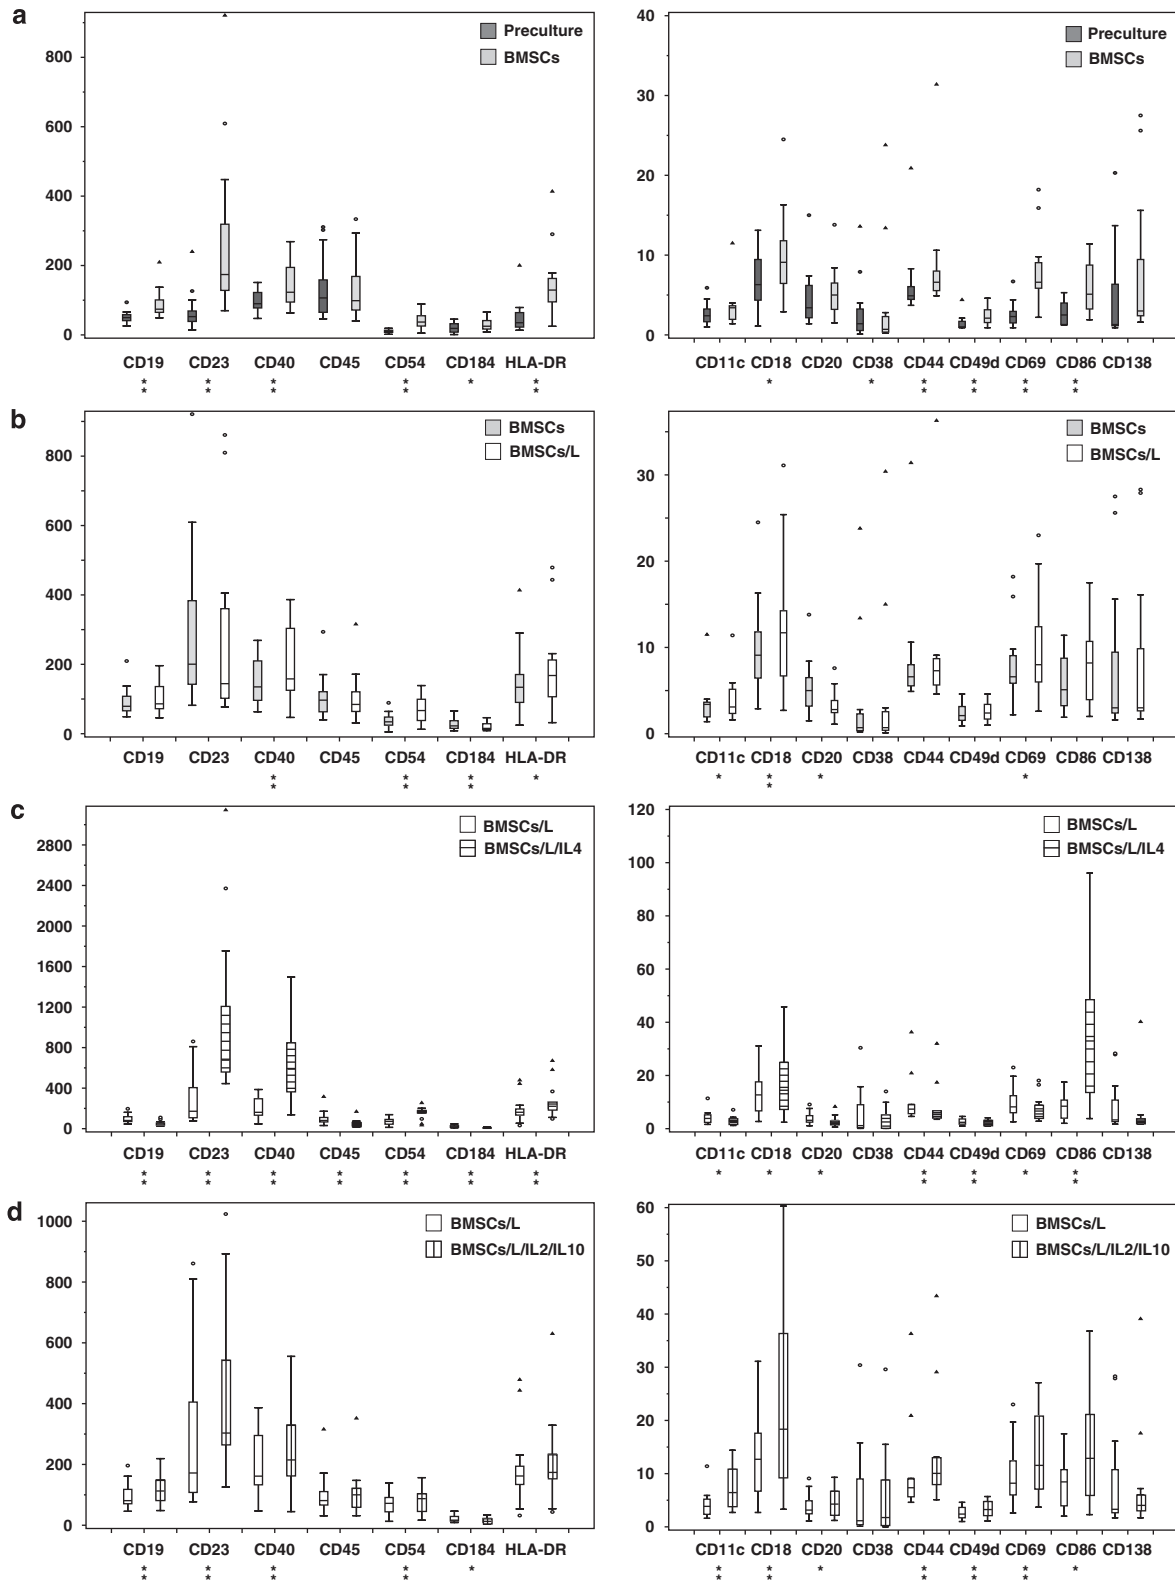 a
800
600
400
200
0
Preculture
BMSCs
CD19 CD23 CD40 CD45 CD54 CD184 HLA-DR
** ** ** ** * **
40
30
20
10
0
Preculture
BMSCs
CD11c CD18 CD20 CD38 CD44 CD49d CD69 CD86 CD138
* * ** ** ** **
b
800
600
400
200
0
BMSCs
BMSCs/L
CD19 CD23 CD40 CD45 CD54 CD184 HLA-DR
** ** ** *
30
20
10
0
BMSCs
BMSCs/L
CD11c CD18 CD20 CD38 CD44 CD49d CD69 CD86 CD138
* ** * *
c
2800
2400
2000
1600
1200
800
400
0
BMSCs/L
BMSCs/L/IL4
CD19 CD23 CD40 CD45 CD54 CD184 HLA-DR
** ** ** ** ** ** **
120
100
80
60
40
20
0
BMSCs/L
BMSCs/L/IL4
CD11c CD18 CD20 CD38 CD44 CD49d CD69 CD86 CD138
* * * ** ** * **
d
1000
800
600
400
200
0
BMSCs/L
BMSCs/L/IL2/IL10
CD19 CD23 CD40 CD45 CD54 CD184 HLA-DR
** ** ** ** *
60
50
40
30
20
10
0
BMSCs/L
BMSCs/L/IL2/IL10
CD11c CD18 CD20 CD38 CD44 CD49d CD69 CD86 CD138
** ** * ** ** ** *